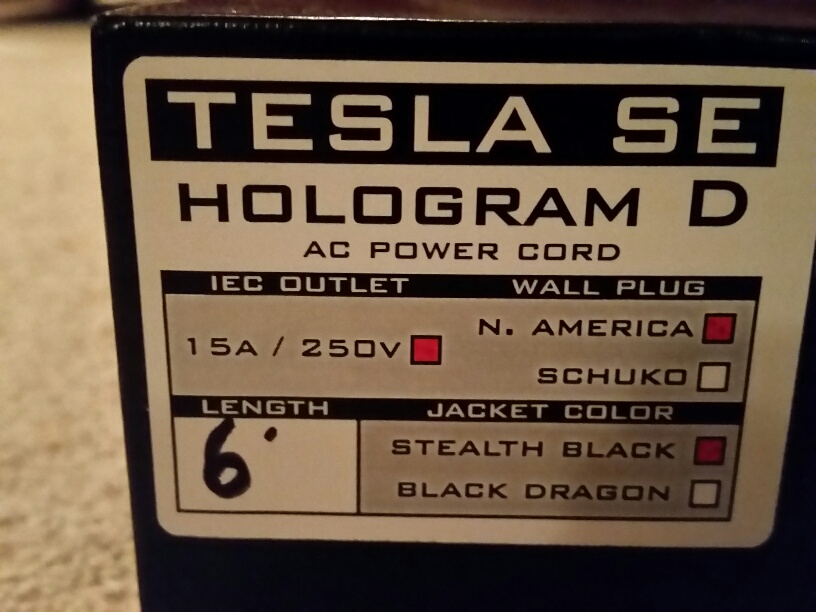 TESLA SE
HOLOGRAM D
AC POWER CORD
IEC OUTLET WALL PLUG
15A / 250V N. AMERICA
SCHUKO
LENGTH JACKET COLOR
6' STEALTH BLACK
BLACK DRAGON